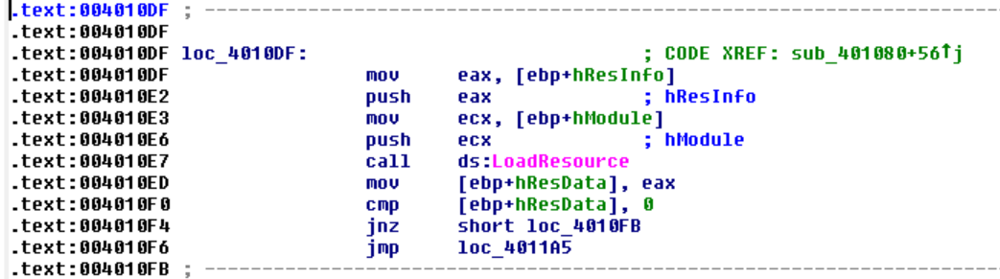 .text:004010DF ; ---------------------------------------------------------------------------
.text:004010DF
.text:004010DF loc_4010DF: ; CODE XREF: sub_401080+56↑j
.text:004010DF mov eax, [ebp+hResInfo]
.text:004010E2 push eax ; hResInfo
.text:004010E3 mov ecx, [ebp+hModule]
.text:004010E6 push ecx ; hModule
.text:004010E7 call ds:LoadResource
.text:004010ED mov [ebp+hResData], eax
.text:004010F0 cmp [ebp+hResData], 0
.text:004010F4 jnz short loc_4010FB
.text:004010F6 jmp loc_4011A5
.text:004010FB ; ---------------------------------------------------------------------------